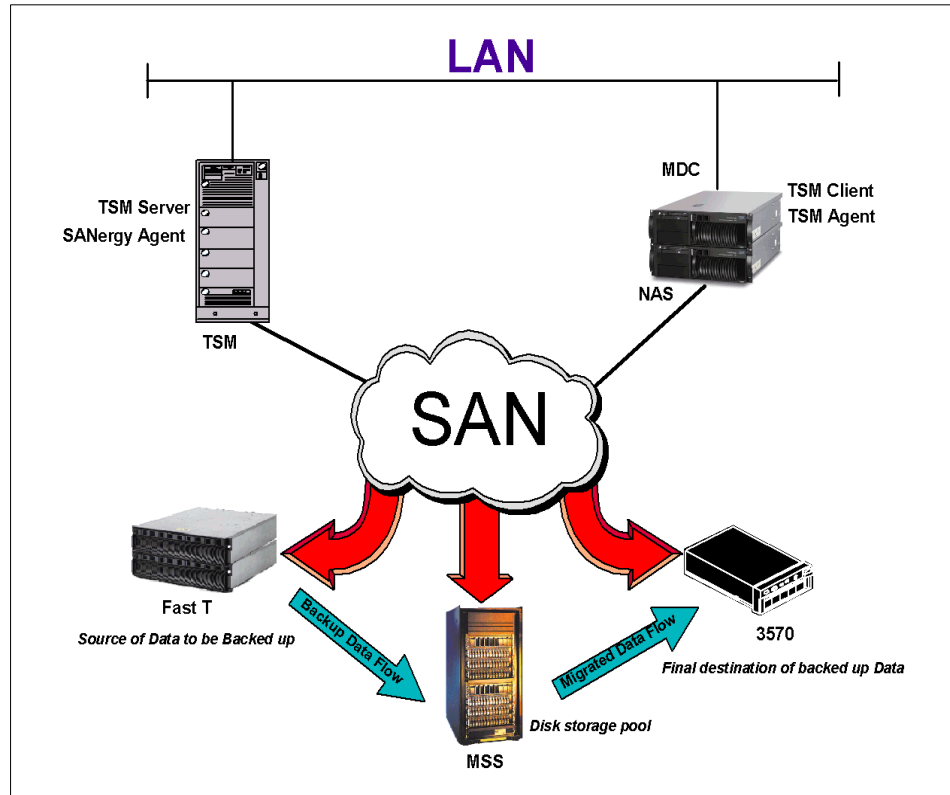 LAN
MDC
TSM Server
SANergy Agent
TSM Client
TSM Agent
NAS
TSM
SAN
Fast T
Source of Data to be Backed up
Backup Data Flow
Migrated Data Flow
3570
Final destination of backed up Data
Disk storage pool
MSS